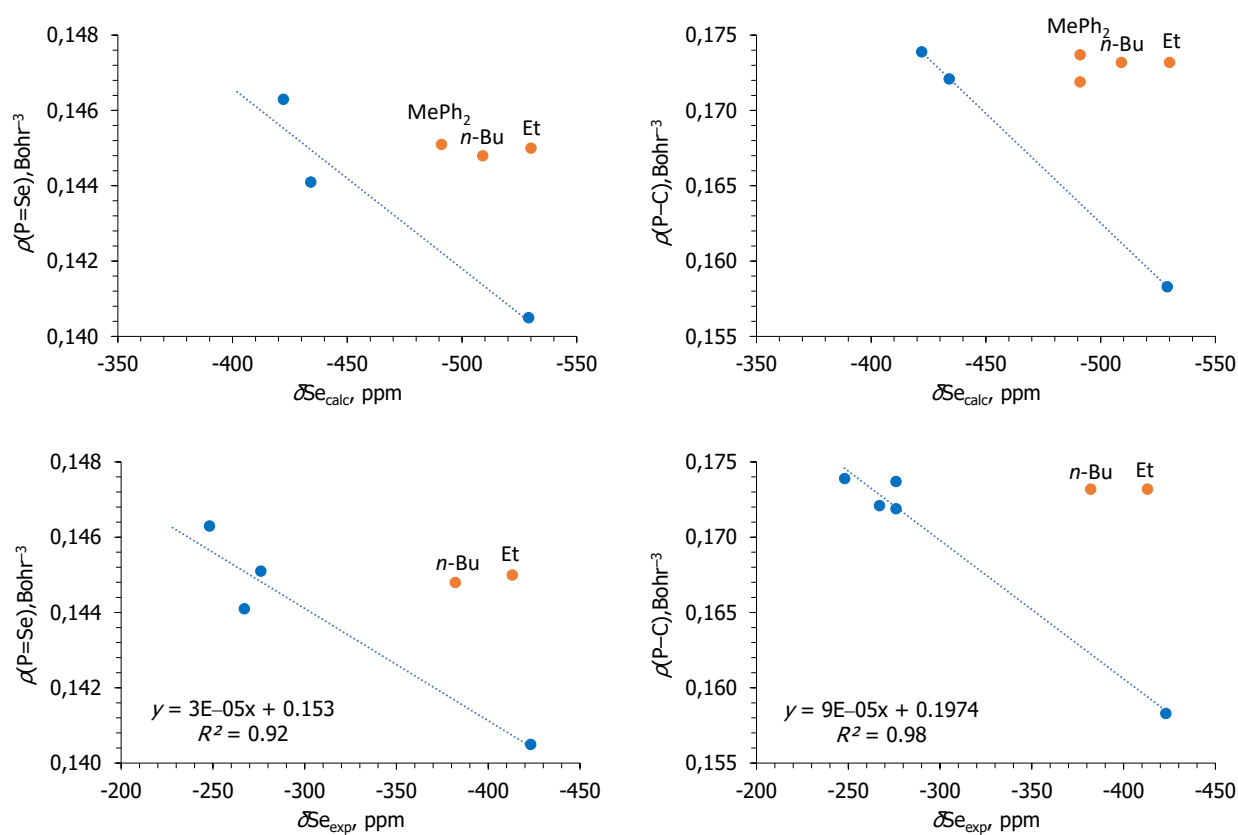 0,148
0,146
0,144
0,142
0,140
ρ(P=Se),Bohr⁻³
MePh₂
n-Bu
Et
-350 -400 -450 -500 -550
δSe_calc, ppm
0,175
0,170
0,165
0,160
0,155
ρ(P–C),Bohr⁻³
MePh₂
n-Bu
Et
-350 -400 -450 -500 -550
δSe_calc, ppm
0,148
0,146
0,144
0,142
0,140
ρ(P=Se),Bohr⁻³
n-Bu
Et
y = 3E–05x + 0.153
R² = 0.92
-200 -250 -300 -350 -400 -450
δSe_exp, ppm
0,175
0,170
0,165
0,160
0,155
ρ(P–C),Bohr⁻³
n-Bu
Et
y = 9E–05x + 0.1974
R² = 0.98
-200 -250 -300 -350 -400 -450
δSe_exp, ppm